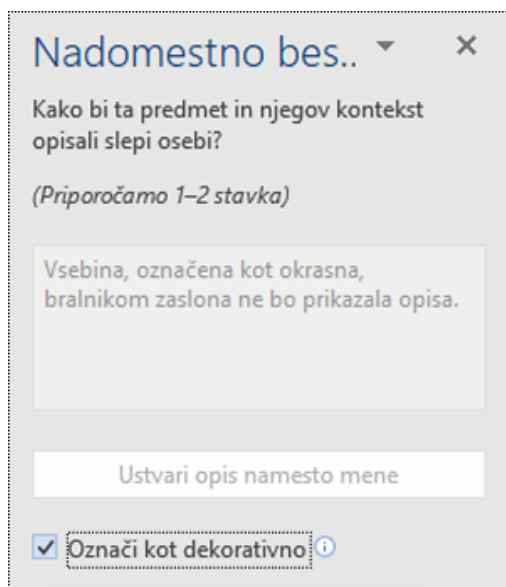 Nadomestno bes..
Kako bi ta predmet in njegov kontekst
opisali slepi osebi?
(Priporočamo 1–2 stavka)
Vsebina, označena kot okrasna,
bralnikom zaslona ne bo prikazala opisa.
Ustvari opis namesto mene
Označi kot dekorativno